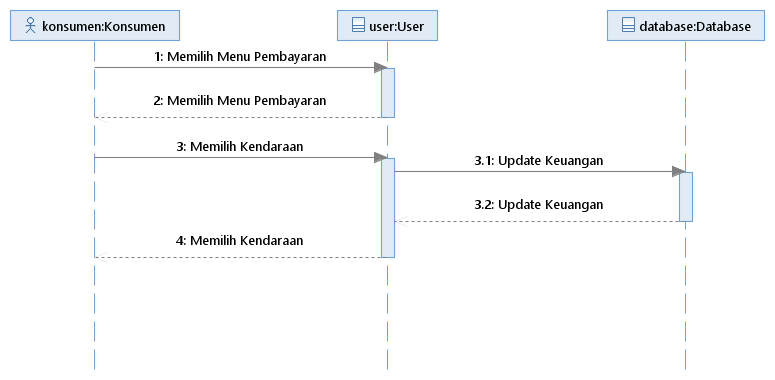 konsumen:Konsumen
user:User
database:Database
1: Memilih Menu Pembayaran
2: Memilih Menu Pembayaran
3: Memilih Kendaraan
3.1: Update Keuangan
3.2: Update Keuangan
4: Memilih Kendaraan